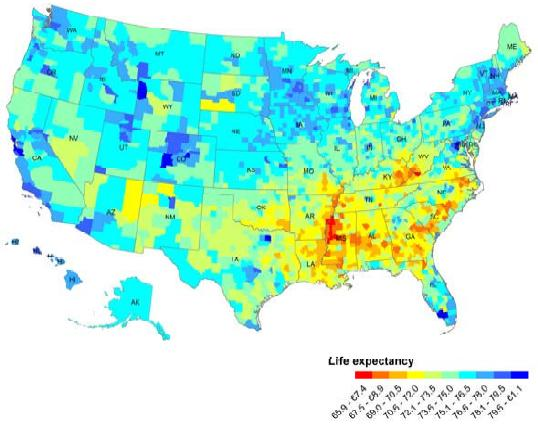 WA
MT
ND
ME
OR
ID
MN
VT NH
SD
WI
MI
NY
WY
IA
PA
NE
NV
UT
CO
IL
IN
OH
CA
KS
MO
WV
VA
KY
NC
TN
AZ
NM
OK
AR
SC
MS
AL
GA
TX
LA
FL
HI
AK
Life expectancy
65.9 - 67.4
67.5 - 68.9
69.0 - 70.5
70.6 - 72.0
72.1 - 73.5
73.6 - 75.0
75.1 - 76.5
76.6 - 78.0
78.1 - 79.5
79.6 - 81.1